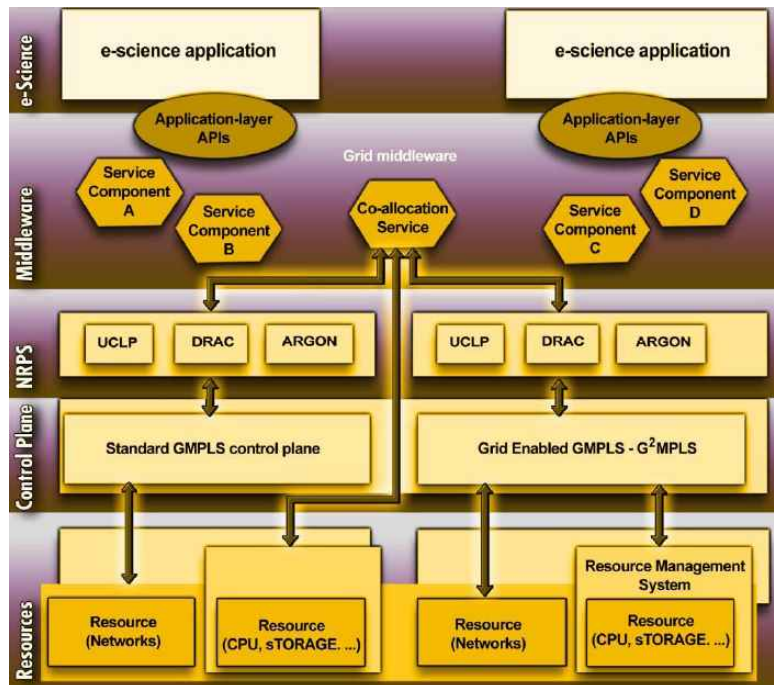 e-Science
e-science application
e-science application
Application-layer
APIs
Application-layer
APIs
Middleware
Grid middleware
Service
Component
A
Service
Component
B
Co-allocation
Service
Service
Component
C
Service
Component
D
NRPS
UCLP
DRAC
ARGON
UCLP
DRAC
ARGON
Control Plane
Standard GMPLS control plane
Grid Enabled GMPLS - G²MPLS
Resources
Resource Management
System
Resource
(Networks)
Resource
(CPU, sTORAGE. ...)
Resource
(Networks)
Resource
(CPU, sTORAGE. ...)